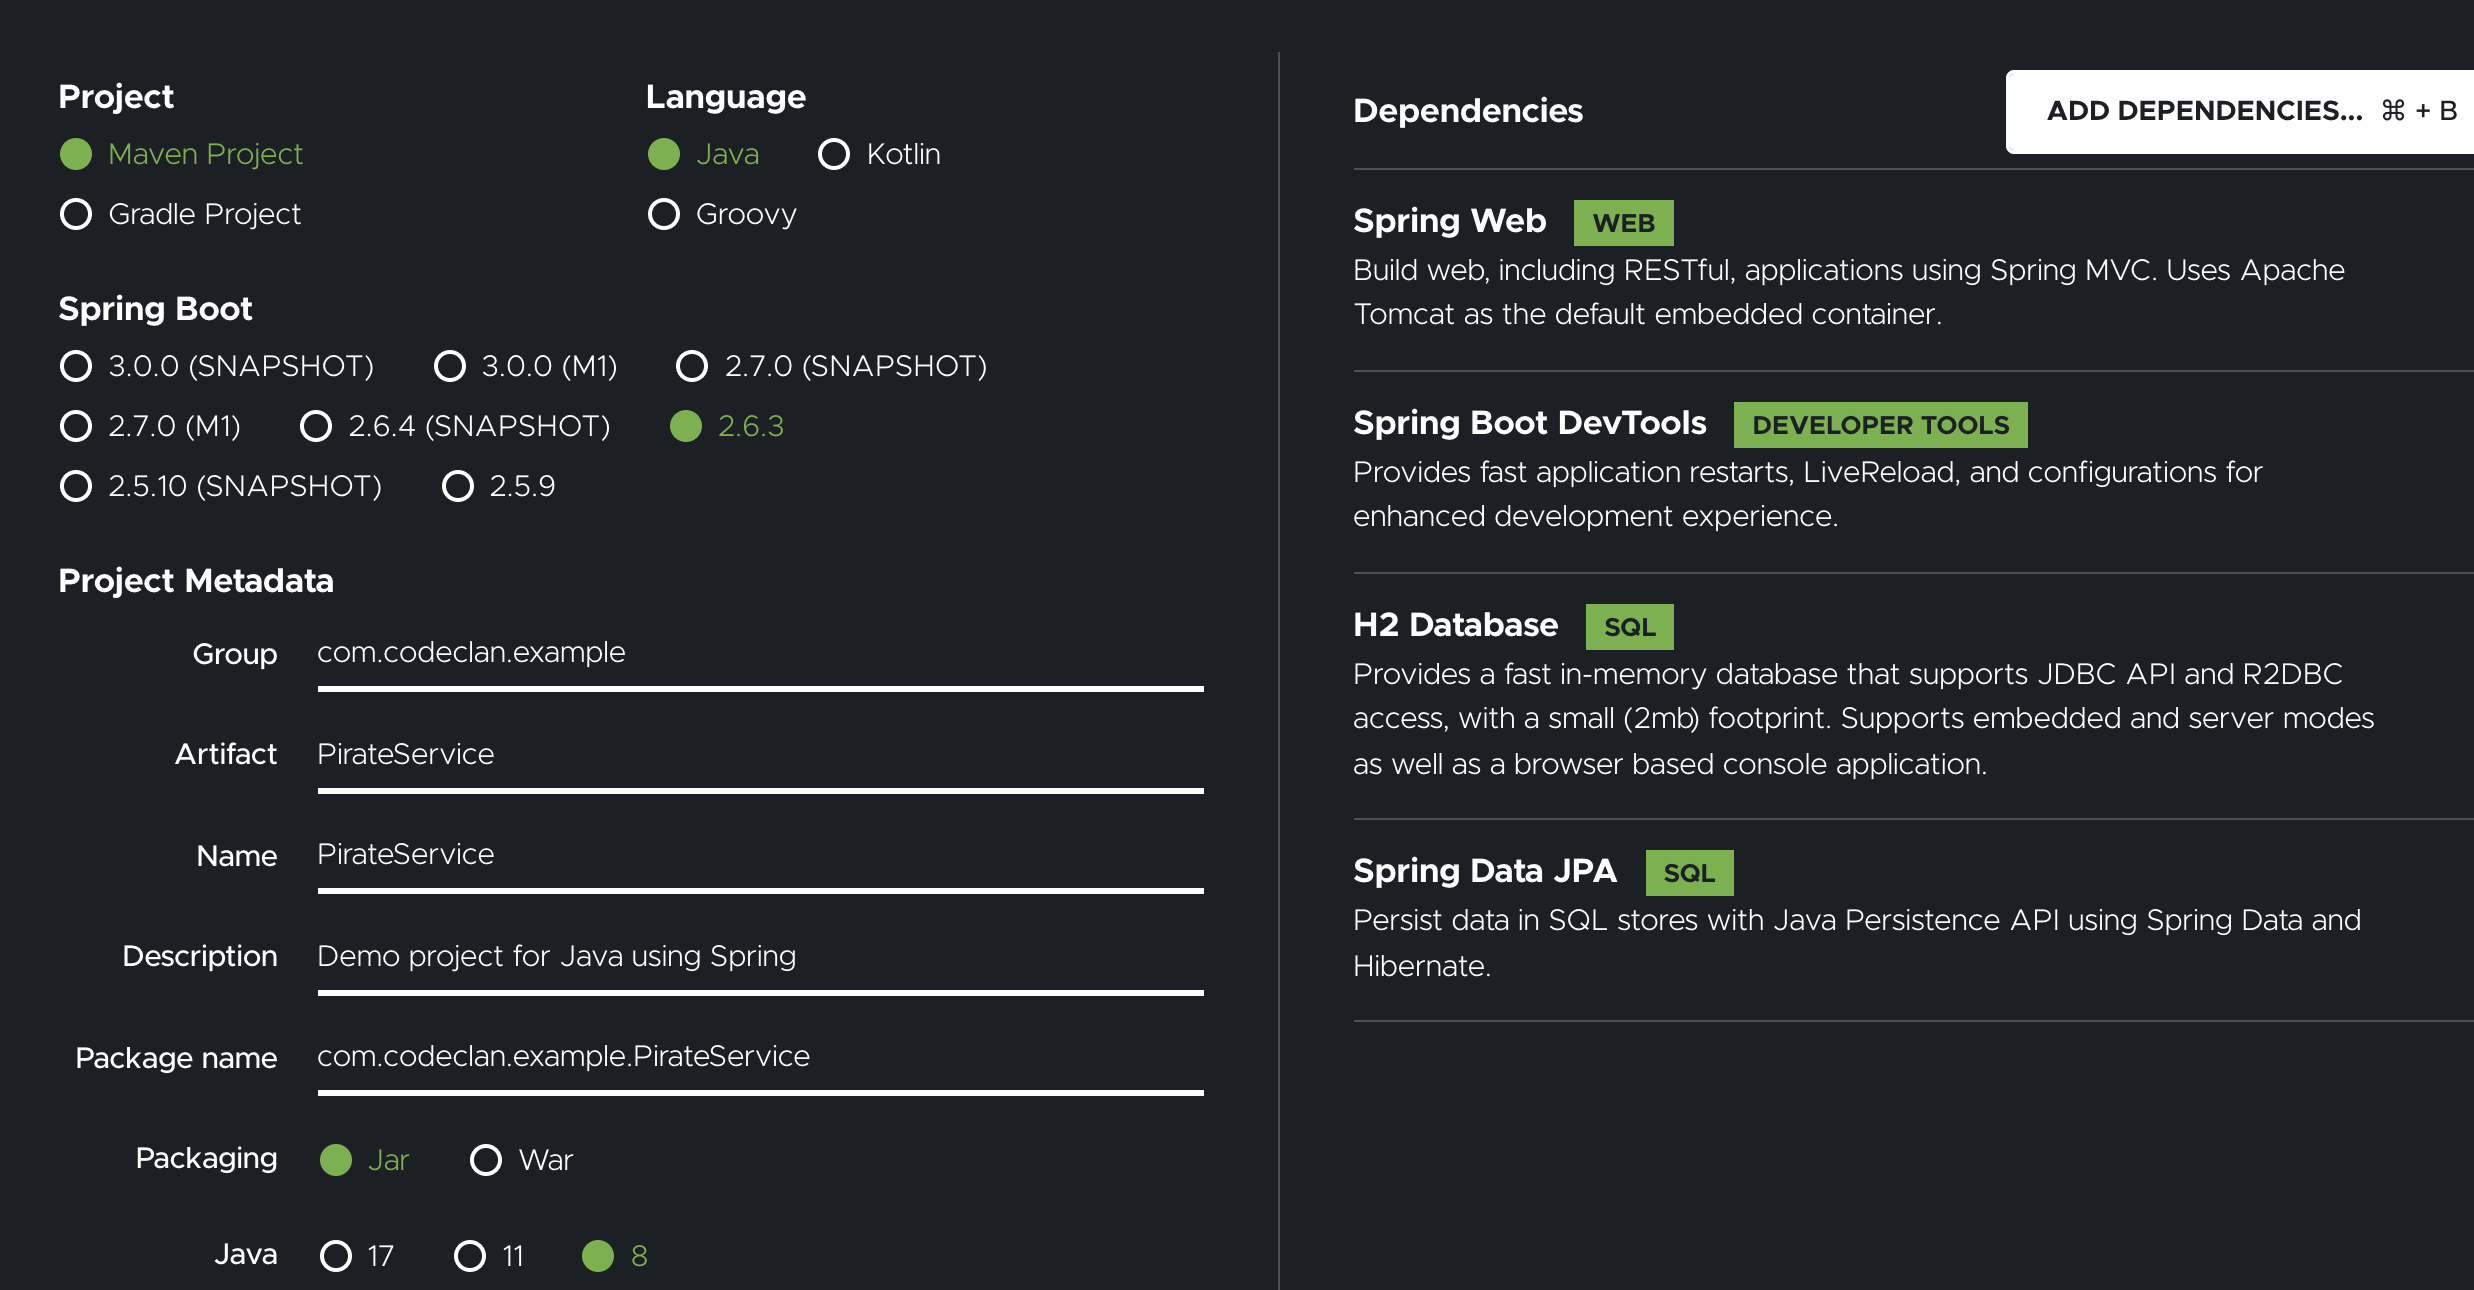 Project
Maven Project
Gradle Project
Language
Java Kotlin
Groovy
Spring Boot
3.0.0 (SNAPSHOT) 3.0.0 (M1) 2.7.0 (SNAPSHOT)
2.7.0 (M1) 2.6.4 (SNAPSHOT) 2.6.3
2.5.10 (SNAPSHOT) 2.5.9
Project Metadata
Group com.codeclan.example
Artifact PirateService
Name PirateService
Description Demo project for Java using Spring
Package name com.codeclan.example.PirateService
Packaging Jar War
Java 17 11 8
Dependencies ADD DEPENDENCIES... ⌘ + B
Spring Web WEB
Build web, including RESTful, applications using Spring MVC. Uses Apache
Tomcat as the default embedded container.
Spring Boot DevTools DEVELOPER TOOLS
Provides fast application restarts, LiveReload, and configurations for
enhanced development experience.
H2 Database SQL
Provides a fast in-memory database that supports JDBC API and R2DBC
access, with a small (2mb) footprint. Supports embedded and server modes
as well as a browser based console application.
Spring Data JPA SQL
Persist data in SQL stores with Java Persistence API using Spring Data and
Hibernate.